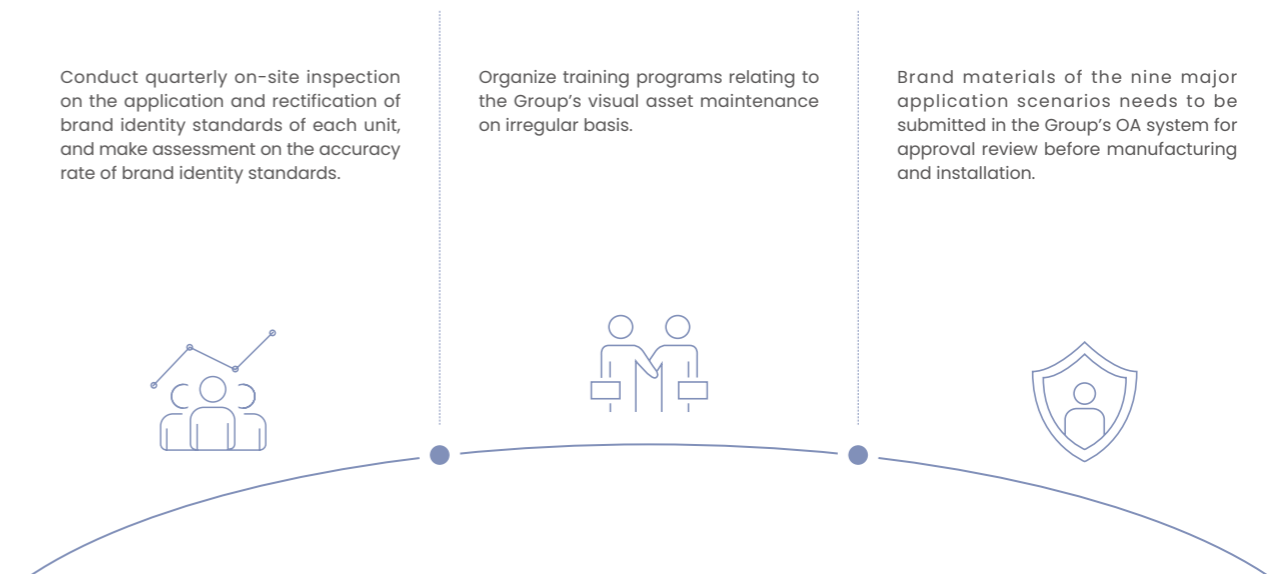 Conduct quarterly on-site inspection
on the application and rectification of
brand identity standards of each unit,
and make assessment on the accuracy
rate of brand identity standards.
Organize training programs relating to
the Group's visual asset maintenance
on irregular basis.
Brand materials of the nine major
application scenarios needs to be
submitted in the Group's OA system for
approval review before manufacturing
and installation.